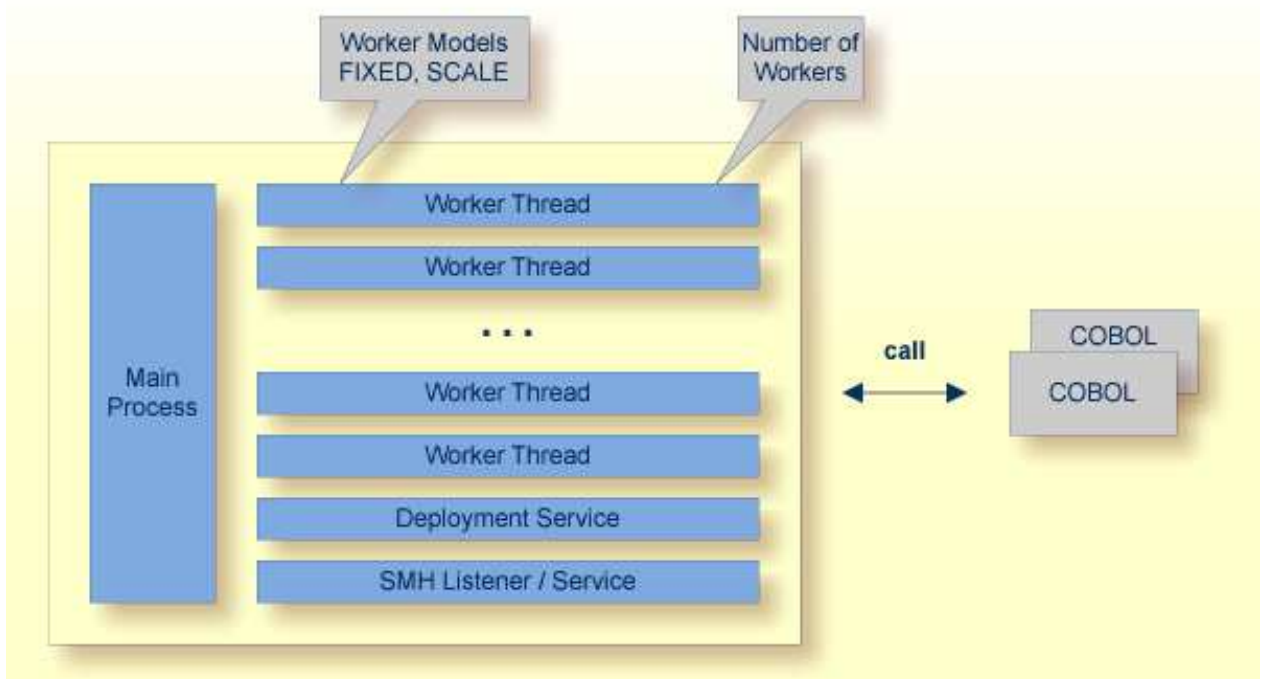 Worker Models
FIXED, SCALE
Number of
Workers
Main
Process
Worker Thread
Worker Thread
...
Worker Thread
Worker Thread
Deployment Service
SMH Listener / Service
call
COBOL
COBOL